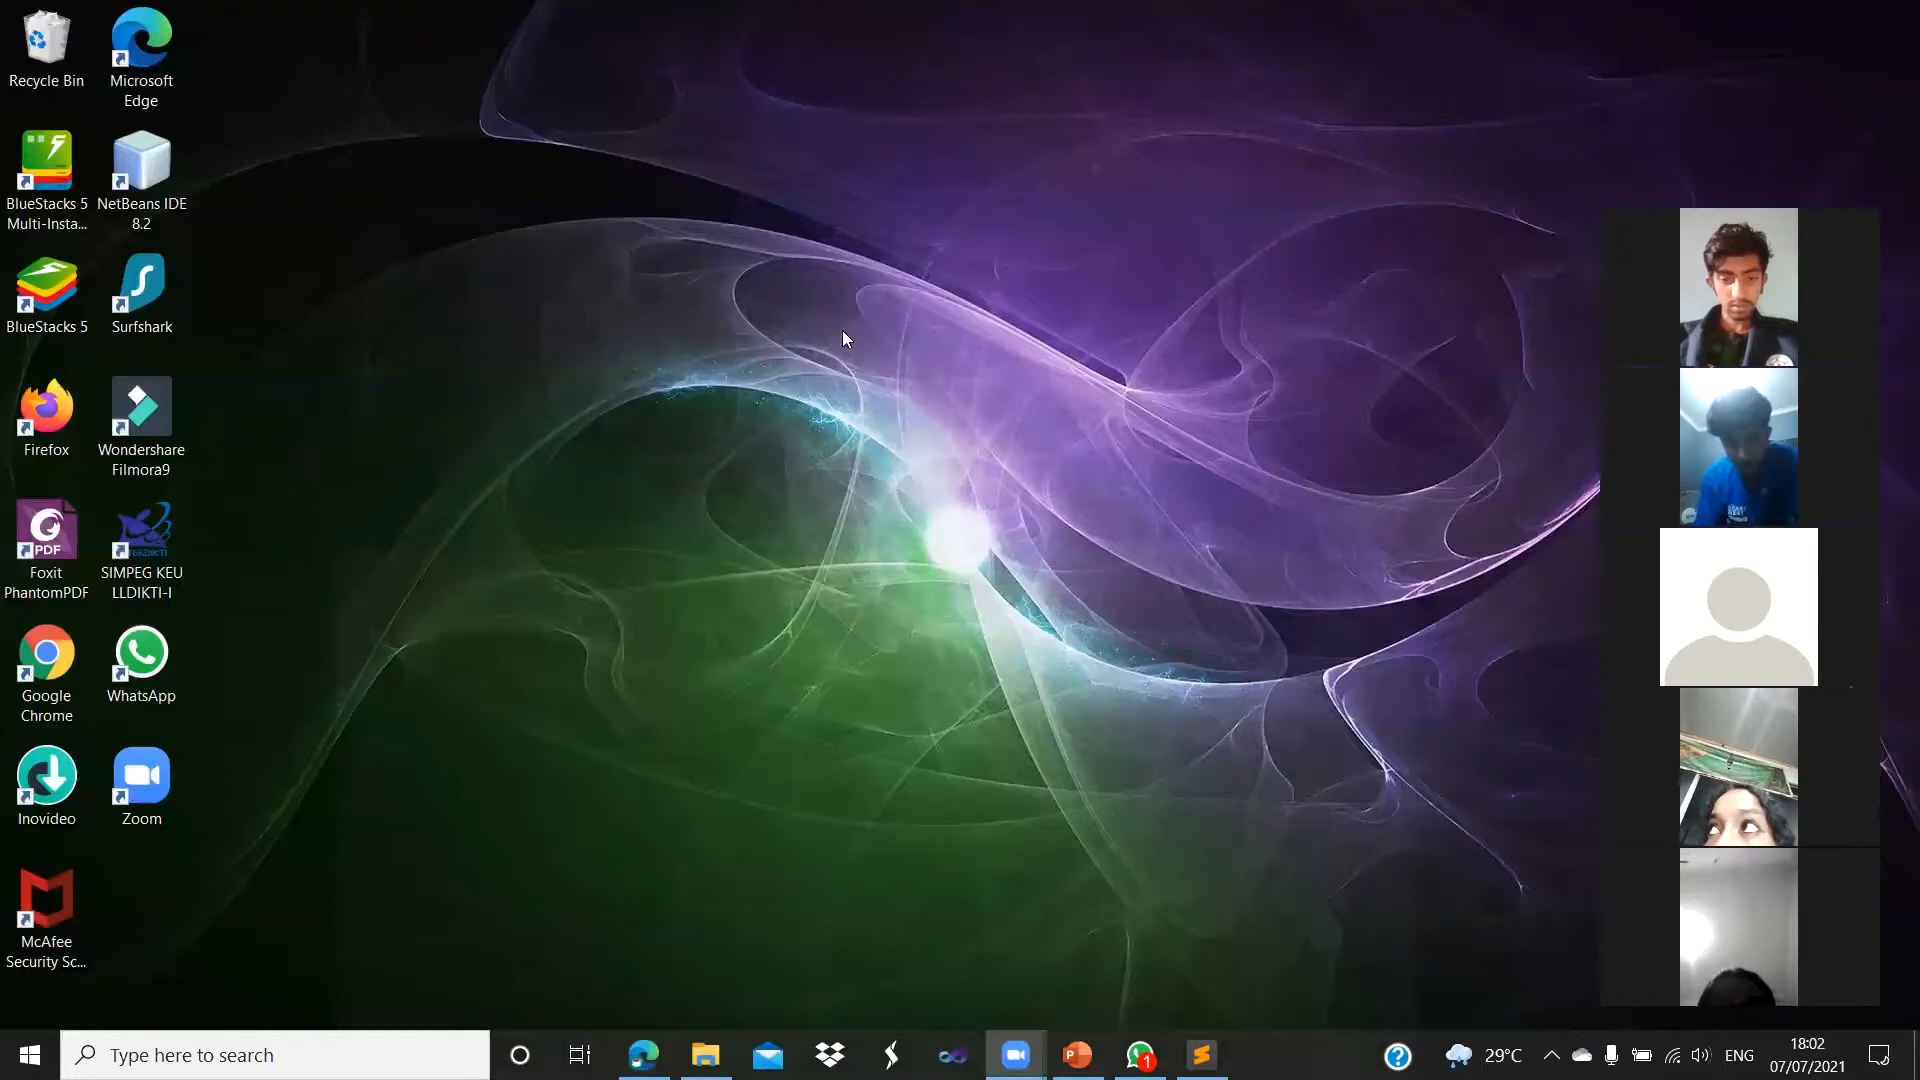 Recycle Bin
Microsoft
Edge
BlueStacks 5
Multi-Insta...
NetBeans IDE
8.2
BlueStacks 5
Surfshark
Firefox
Wondershare
Filmora9
PDF
Foxit
PhantomPDF
SIMPEG KEU
LLDIKTI-I
Google
Chrome
WhatsApp
Inovideo
Zoom
McAfee
Security Sc...
Type here to search
1
29°C
ENG
18:02
07/07/2021